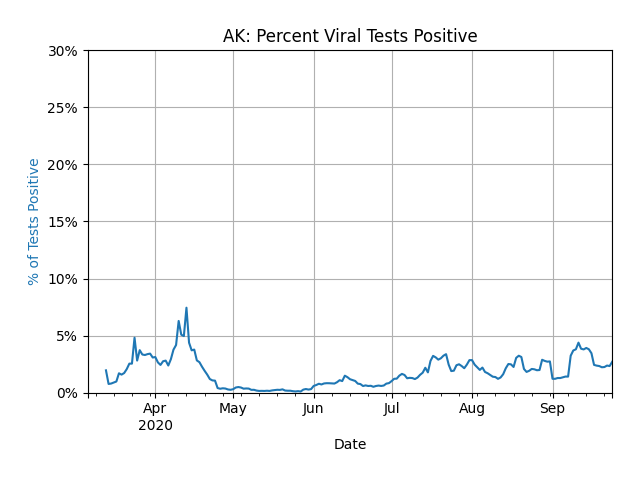 AK: Percent Viral Tests Positive
30%
25%
20%
15%
10%
5%
0%
% of Tests Positive
Apr May Jun Jul Aug Sep
2020
Date